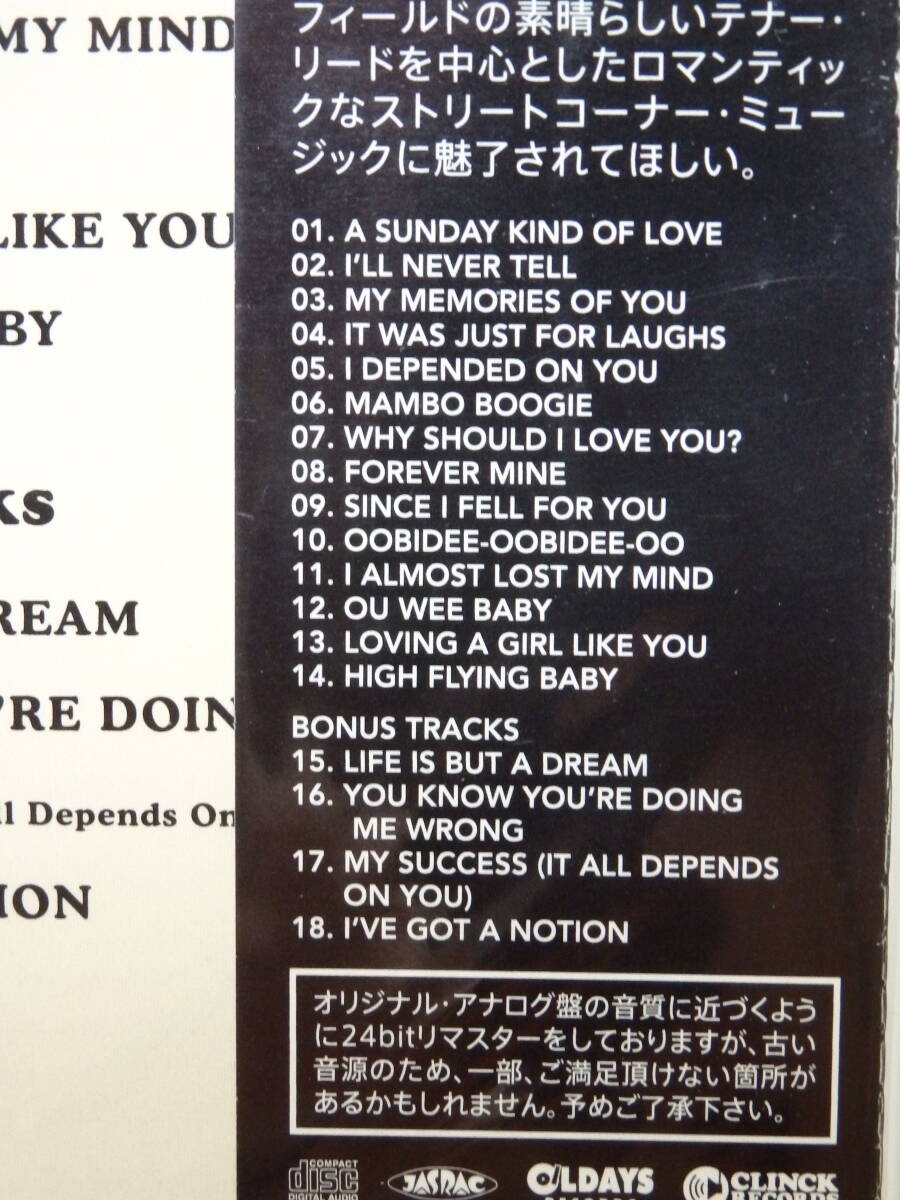 MY MIND
LIKE YOU
BY
KS
REAM
'RE DOIN
ll Depends On
ION
フィールドの素晴らしいテナー・
リードを中心としたロマンティッ
クなストリートコーナー・ミュー
ジックに魅了されてほしい。
01. A SUNDAY KIND OF LOVE
02. I'LL NEVER TELL
03. MY MEMORIES OF YOU
04. IT WAS JUST FOR LAUGHS
05. I DEPENDED ON YOU
06. MAMBO BOOGIE
07. WHY SHOULD I LOVE YOU?
08. FOREVER MINE
09. SINCE I FELL FOR YOU
10. OOBIDEE-OOBIDEE-OO
11. I ALMOST LOST MY MIND
12. OU WEE BABY
13. LOVING A GIRL LIKE YOU
14. HIGH FLYING BABY
BONUS TRACKS
15. LIFE IS BUT A DREAM
16. YOU KNOW YOU'RE DOING
ME WRONG
17. MY SUCCESS (IT ALL DEPENDS
ON YOU)
18. I'VE GOT A NOTION
オリジナル・アナログ盤の音質に近づくよう
に24bitリマスターをしておりますが、古い
音源のため、一部、ご満足頂けない箇所が
あるかもしれません。予めご了承下さい。
COMPACT
disc
DIGITAL AUDIO
JASRAC
OLDAYS
RECORDS
CLINCK
RECORDS